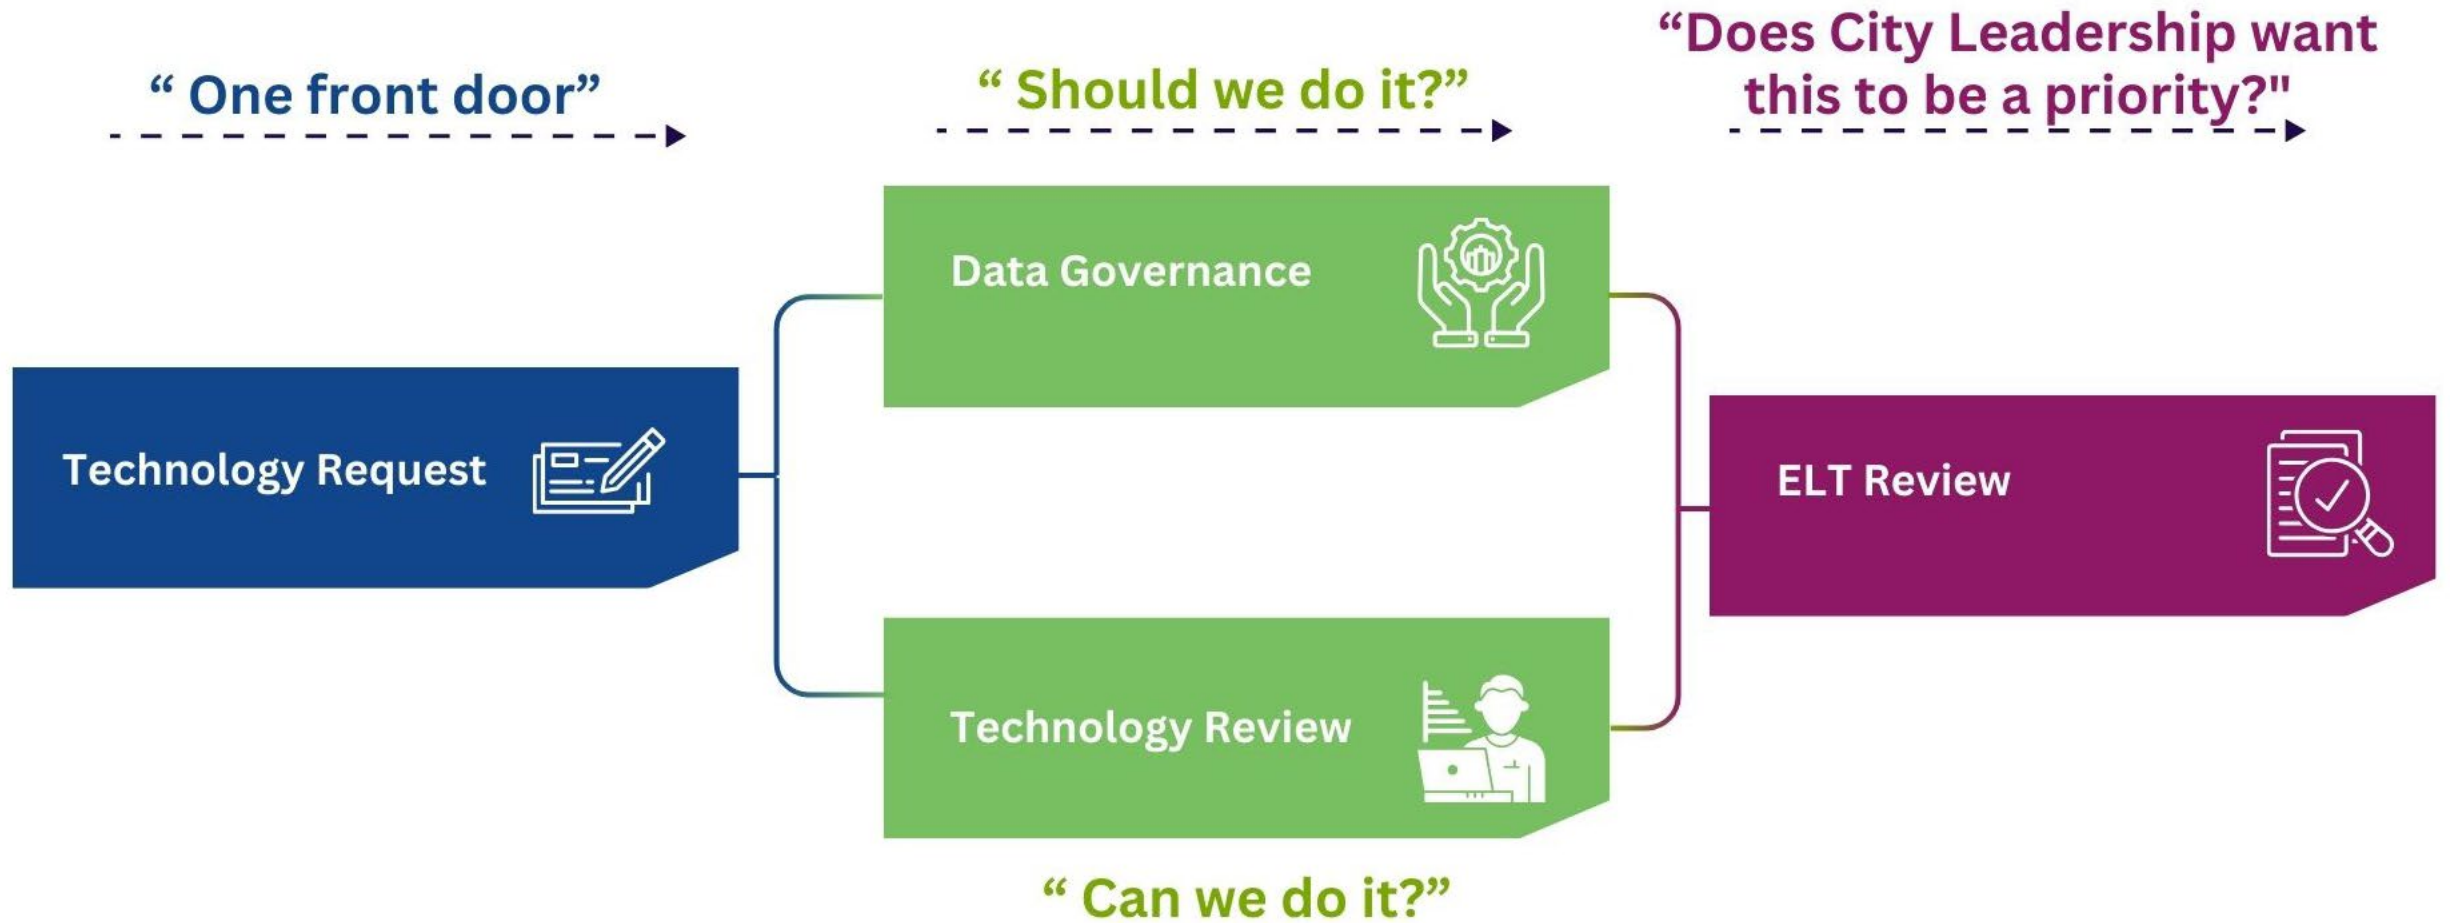 “ One front door”
“ Should we do it?”
“Does City Leadership want
this to be a priority?"
Data Governance
Technology Request
ELT Review
Technology Review
“ Can we do it?”